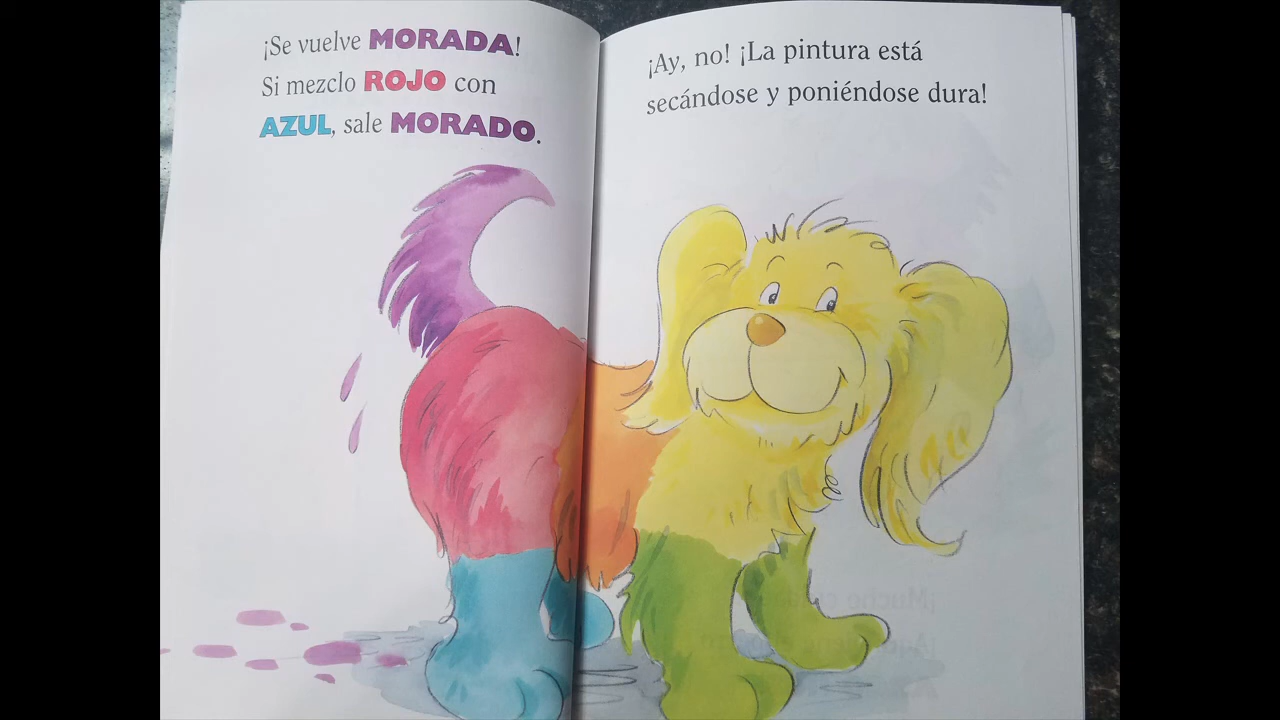 ¡Se vuelve MORADA!
Si mezclo ROJO con
AZUL, sale MORADO.
¡Ay, no! ¡La pintura está
secándose y poniéndose dura!